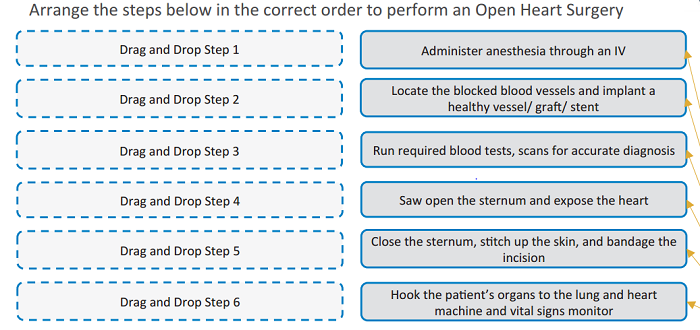 Arrange the steps below in the correct order to perform an Open Heart Surgery
Drag and Drop Step 1
Administer anesthesia through an IV
Drag and Drop Step 2
Locate the blocked blood vessels and implant a
healthy vessel/ graft/ stent
Drag and Drop Step 3
Run required blood tests, scans for accurate diagnosis
Drag and Drop Step 4
Saw open the sternum and expose the heart
Drag and Drop Step 5
Close the sternum, stitch up the skin, and bandage the
incision
Drag and Drop Step 6
Hook the patient's organs to the lung and heart
machine and vital signs monitor